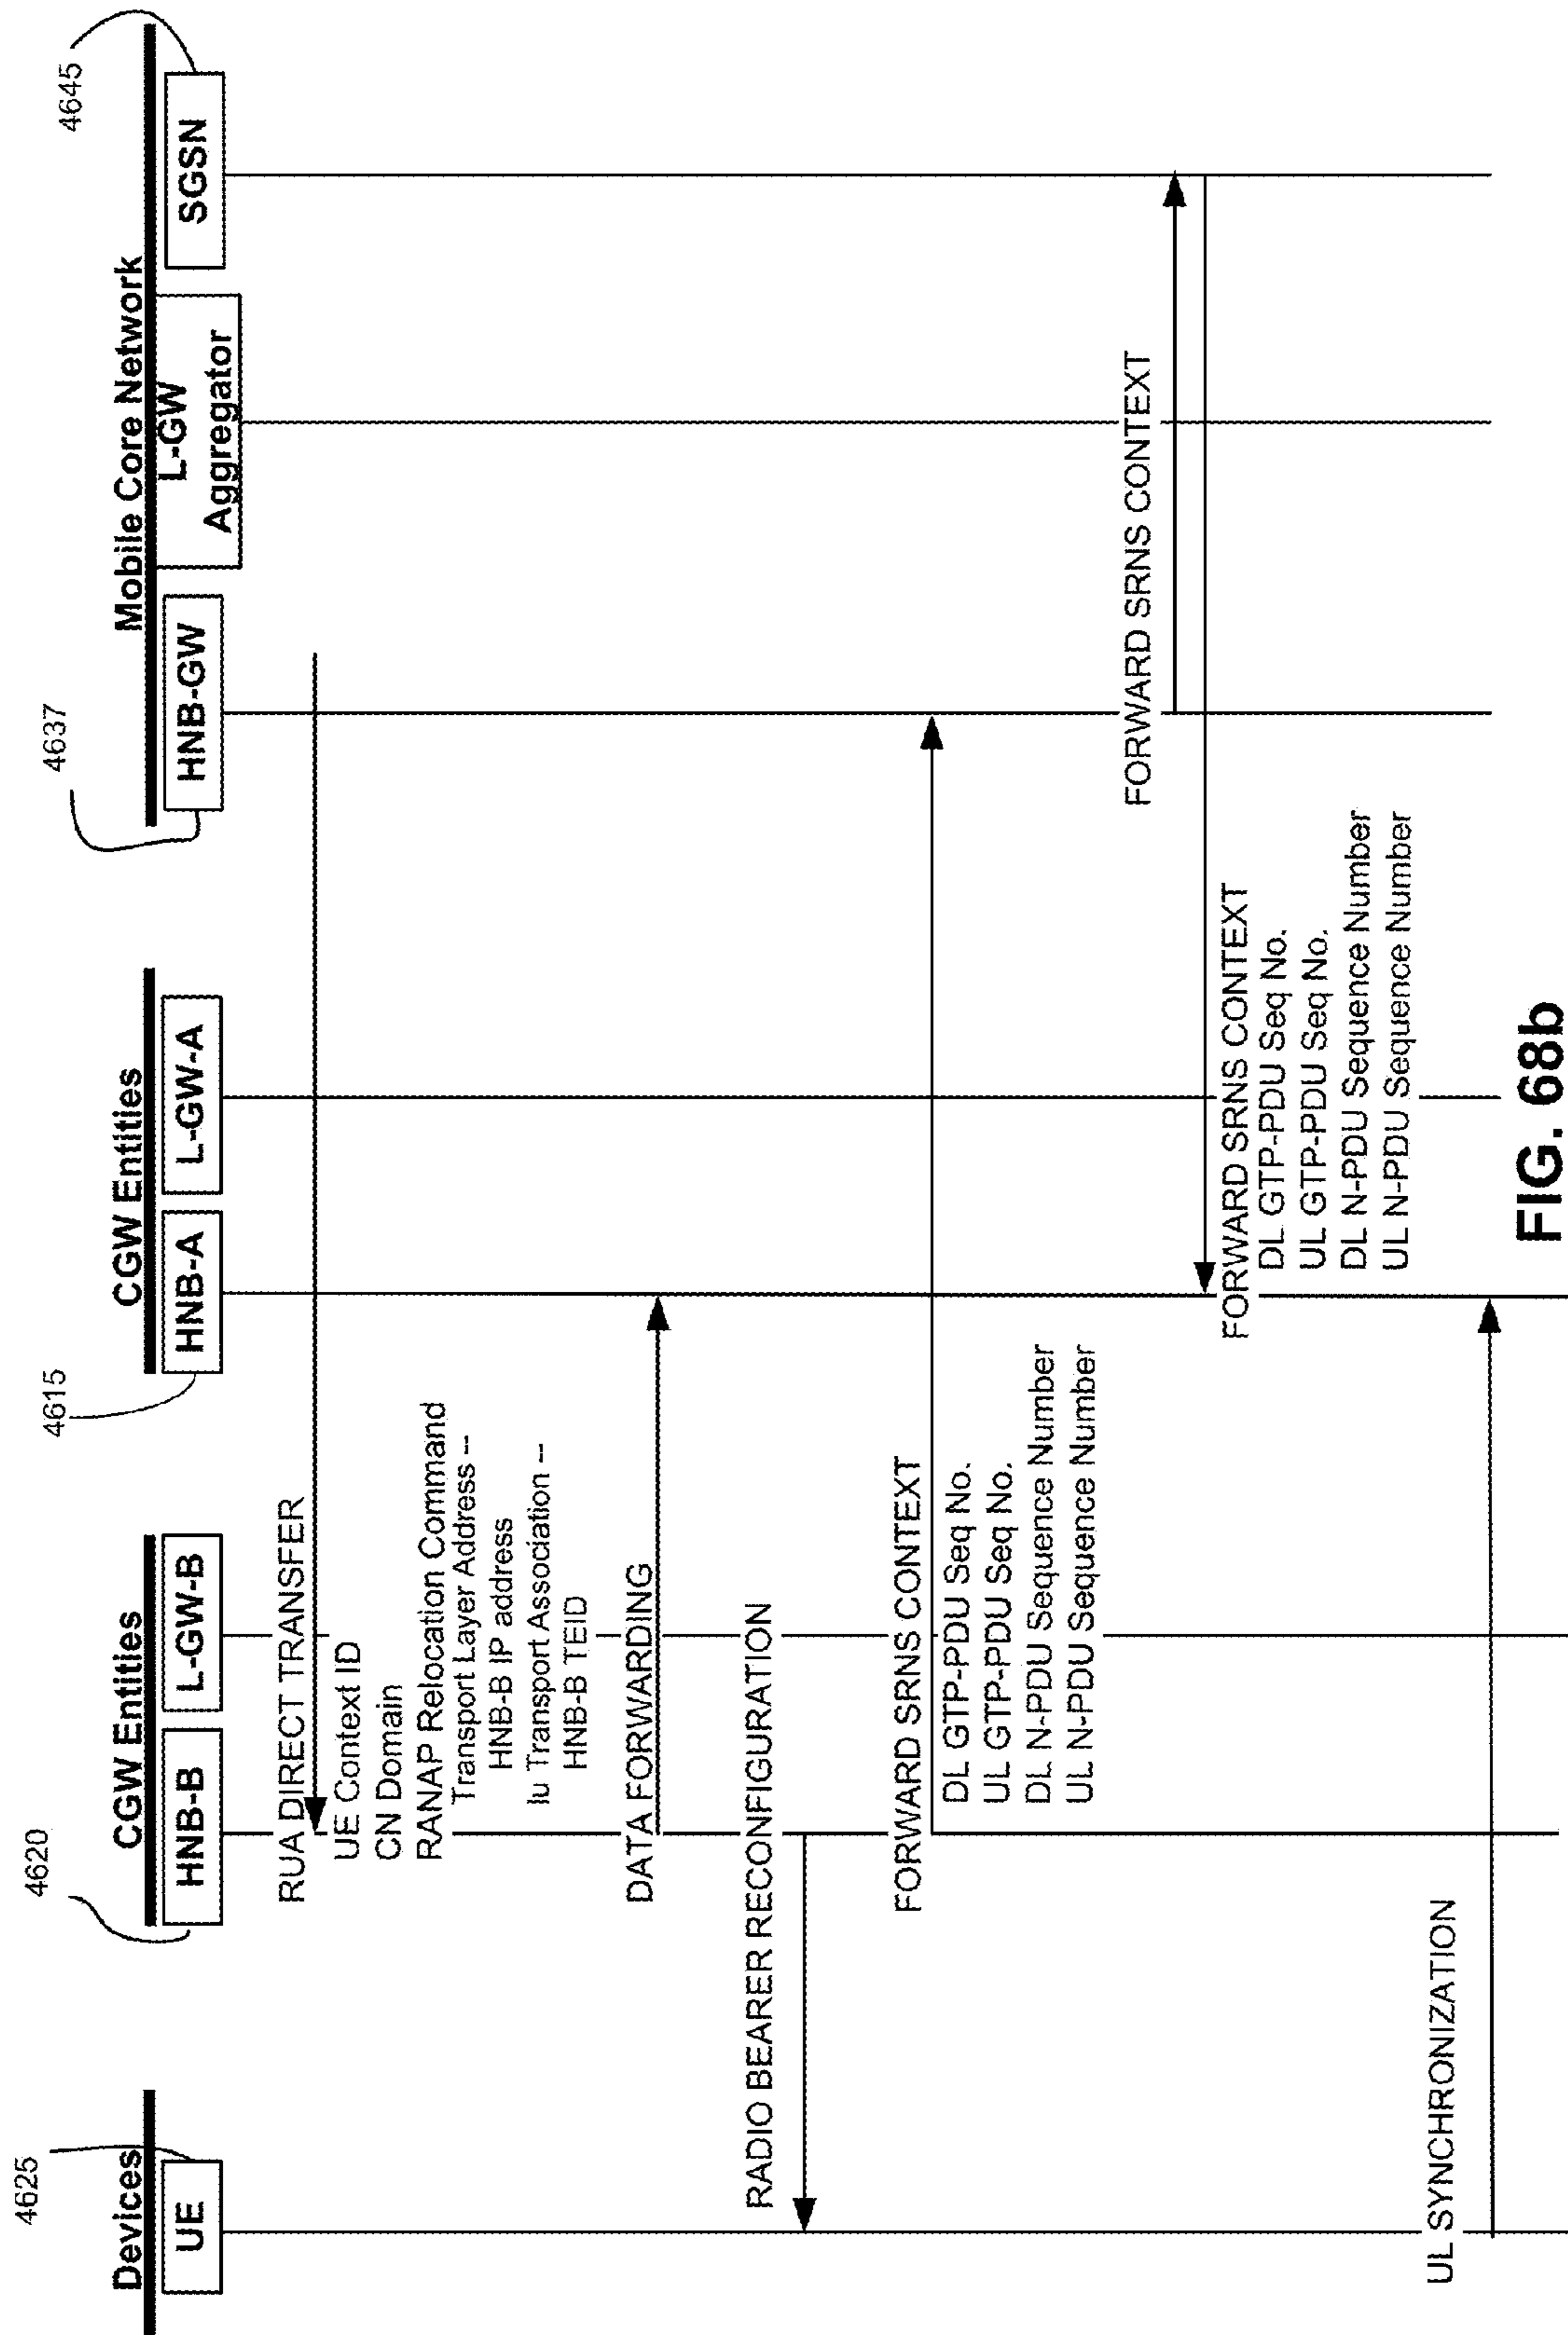 4625
4620
4615
4637
4645
Devices
CGW Entities
CGW Entities
Mobile Core Network
UE
HNB-B
L-GW-B
HNB-A
L-GW-A
HNB-GW
L-GW
Aggregator
SGSN
RUA DIRECT TRANSFER
UE Context ID
CN Domain
RANAP Relocation Command
Transport Layer Address --
HNB-B IP address
Iu Transport Association --
HNB-B TEID
DATA FORWARDING
RADIO BEARER RECONFIGURATION
FORWARD SRNS CONTEXT
DL GTP-PDU Seq No.
UL GTP-PDU Seq No.
DL N-PDU Sequence Number
UL N-PDU Sequence Number
FORWARD SRNS CONTEXT
FORWARD SRNS CONTEXT
DL GTP-PDU Seq No.
UL GTP-PDU Seq No.
DL N-PDU Sequence Number
UL N-PDU Sequence Number
UL SYNCHRONIZATION
FIG. 68b